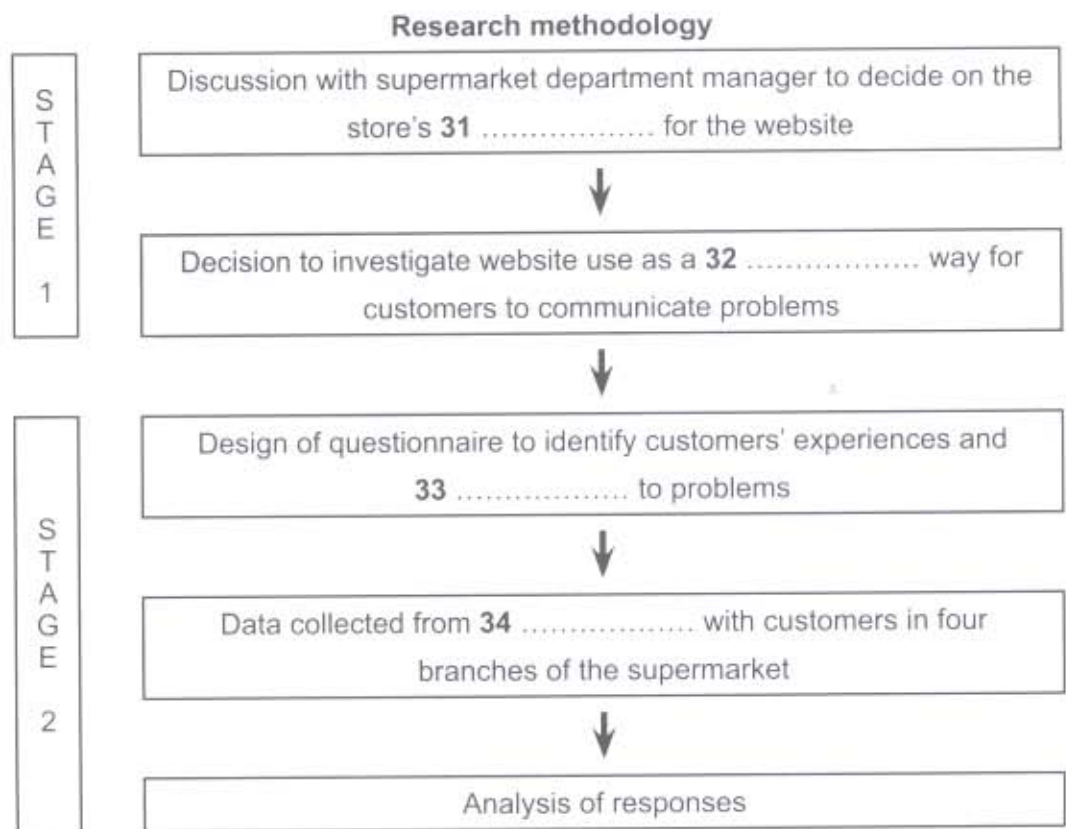 Research methodology
STAGE 1
Discussion with supermarket department manager to decide on the
store's 31 .................. for the website
Decision to investigate website use as a 32 .................. way for
customers to communicate problems
STAGE 2
Design of questionnaire to identify customers' experiences and
33 .................. to problems
Data collected from 34 .................. with customers in four
branches of the supermarket
Analysis of responses